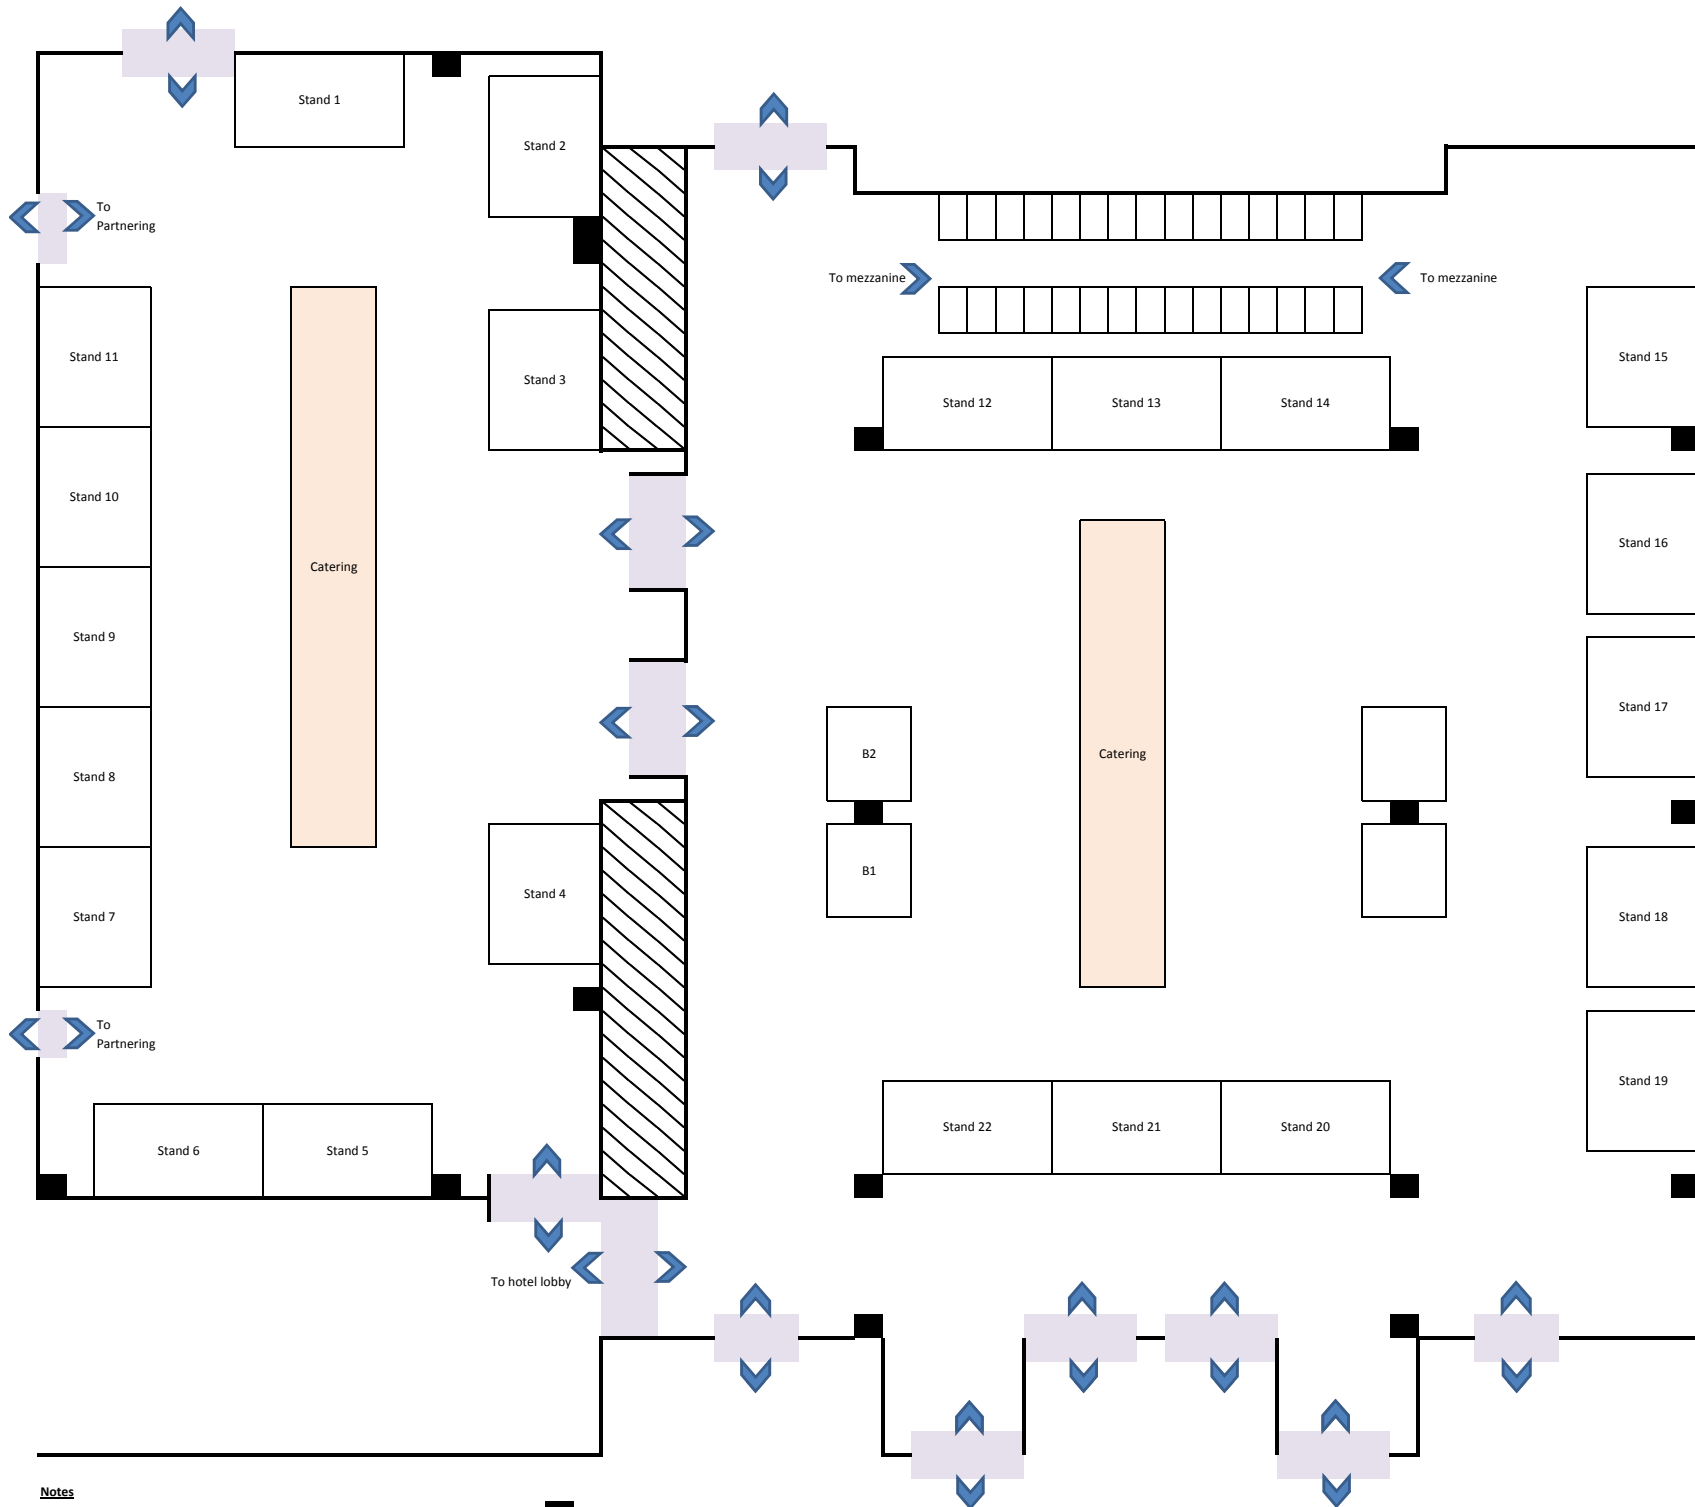 Stand 1
Stand 2
To
Partnering
To mezzanine
To mezzanine
Stand 11
Stand 3
Stand 15
Stand 12
Stand 13
Stand 14
Stand 10
Stand 16
Catering
Stand 9
Stand 17
B2
Catering
Stand 8
B1
Stand 4
Stand 7
Stand 18
To
Partnering
Stand 19
Stand 6
Stand 5
Stand 22
Stand 21
Stand 20
To hotel lobby
Notes